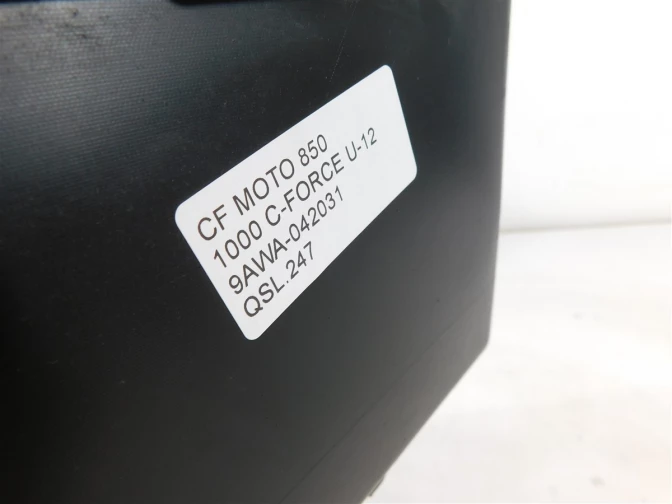 CF MOTO 850
1000 C-FORCE U-12
9AWA-042031
QSL.247